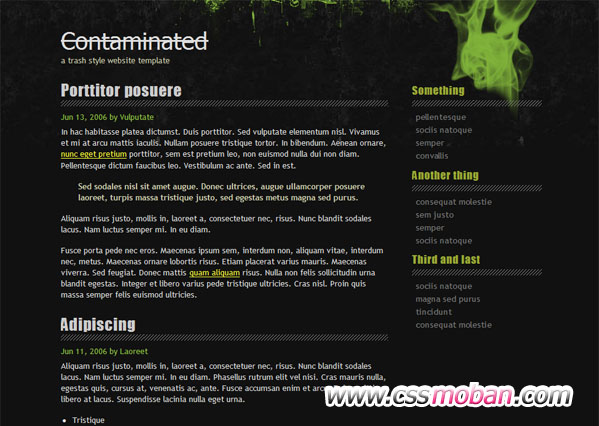 Contaminated
a trash style website template
Porttitor posuere
Jun 13, 2006 by Vulputate
In hac habitasse platea dictumst. Duis porttitor. Sed vulputate elementum nisl. Vivamus
et mi at arcu mattis iaculis. Nullam posuere tristique tortor. In bibendum. Aenean ornare,
nunc eget pretium porttitor, sem est pretium leo, non euismod nulla dui non diam.
Pellentesque dictum faucibus leo. Vestibulum ac ante. Sed in est.
Sed sodales nisl sit amet augue. Donec ultrices, augue ullamcorper posuere
laoreet, turpis massa tristique justo, sed egestas metus magna sed purus.
Aliquam risus justo, mollis in, laoreet a, consectetuer nec, risus. Nunc blandit sodales
lacus. Nam luctus semper mi. In eu diam.
Fusce porta pede nec eros. Maecenas ipsum sem, interdum non, aliquam vitae, interdum
nec, metus. Maecenas ornare lobortis risus. Etiam placerat varius mauris. Maecenas
viverra. Sed feugiat. Donec mattis quam aliquam risus. Nulla non felis sollicitudin urna
blandit egestas. Integer et libero varius pede tristique ultricies. Cras nisl. Proin quis
massa semper felis euismod ultricies.
Adipiscing
Jun 11, 2006 by Laoreet
Aliquam risus justo, mollis in, laoreet a, consectetuer nec, risus. Nunc blandit sodales
lacus. Nam luctus semper mi. In eu diam. Phasellus rutrum elit vel nisi. Cras mauris nulla,
egestas quis, cursus at, venenatis ac, ante. Fusce accumsan enim et arcu
libero at lacus. Suspendisse lacinia nulla eget urna.
• Tristique
Something
pellentesque
sociis natoque
semper
convallis
Another thing
consequat molestie
sem justo
semper
sociis natoque
Third and last
sociis natoque
magna sed purus
tincidunt
consequat molestie
www.cssmoban.com